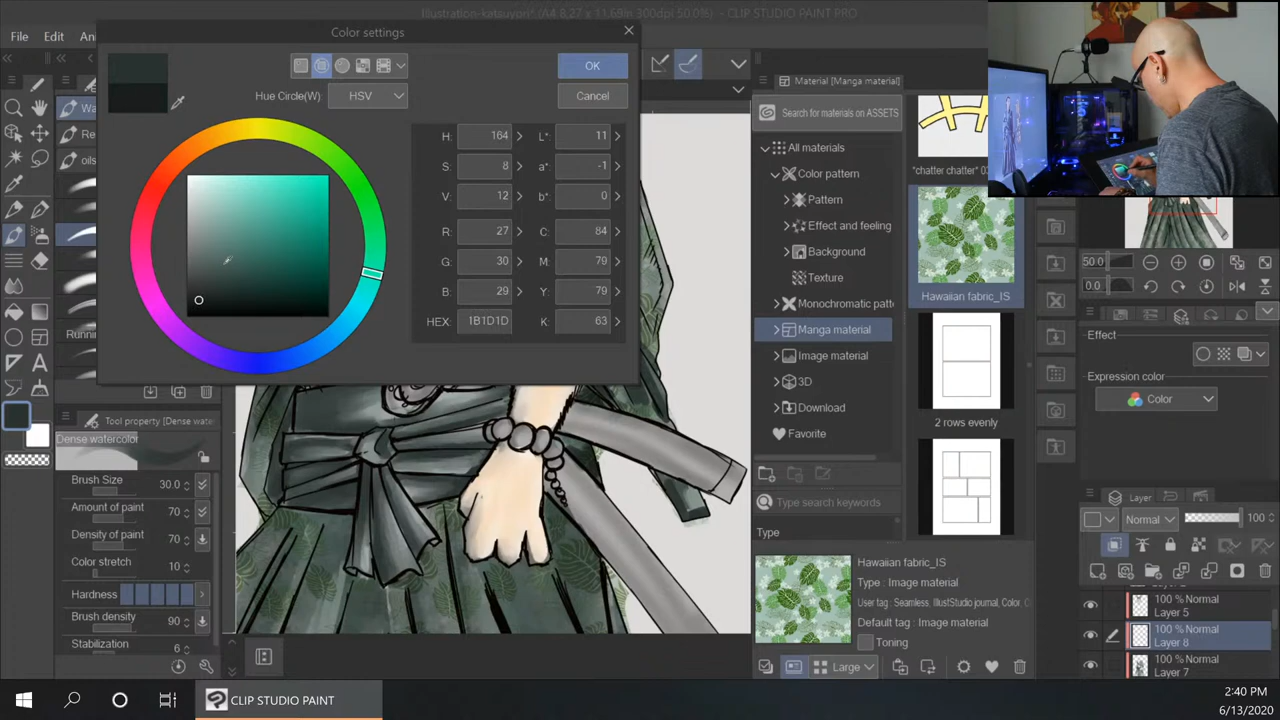 Illustration-katsuyori* (A4 8.27 x 11.69in 300dpi 50.0%) - CLIP STUDIO PAINT PRO
File Edit
Color settings
OK
Hue Circle(W) HSV Cancel
H: 164 L* 11
S: 8 a* -1
V: 12 b* 0
R: 27 C: 84
G: 30 M: 79
B: 29 Y: 79
HEX: 1B1D1D K: 63
Tool property [Dense wate
Dense watercolor
Brush Size 30.0
Amount of paint 70
Density of paint 70
Color stretch 10
Hardness
Brush density 90
Stabilization 6
Material [Manga material]
Search for materials on ASSETS
All materials
Color pattern
Pattern
Effect and feeling
Background
Texture
Monochromatic patt
Manga material
Image material
3D
Download
Favorite
Type search keywords
Type
*chatter chatter* 0
Hawaiian fabric_IS
2 rows evenly
Hawaiian fabric_IS
Type : Image material
User tag : Seamless, IllustStudio journal, Color, C
Default tag : Image material
Toning
Large
50.0
0.0
Effect
Expression color
Color
Layer
Normal 100
Layer 5
100 % Normal
Layer 8
100 % Normal
Layer 7
100 % Normal
CLIP STUDIO PAINT
2:40 PM
6/13/2020